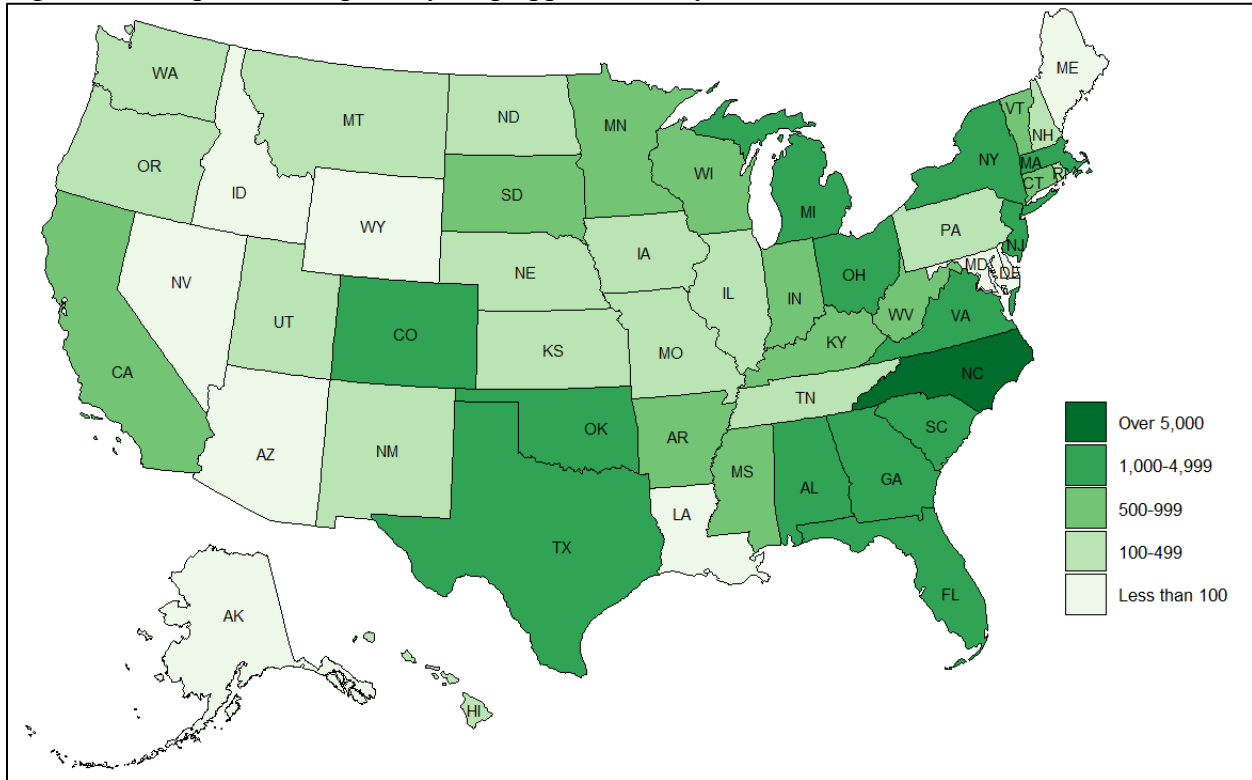 WA
MT
ND
MN
ME
VT
NH
OR
ID
SD
WI
NY
MA
RI
CT
WY
MI
IA
PA
NJ
NV
NE
IL
IN
OH
MD
DE
UT
CO
WV
VA
CA
KS
MO
KY
NC
TN
AZ
NM
OK
AR
SC
MS
AL
GA
LA
TX
FL
AK
HI
Over 5,000
1,000-4,999
500-999
100-499
Less than 100